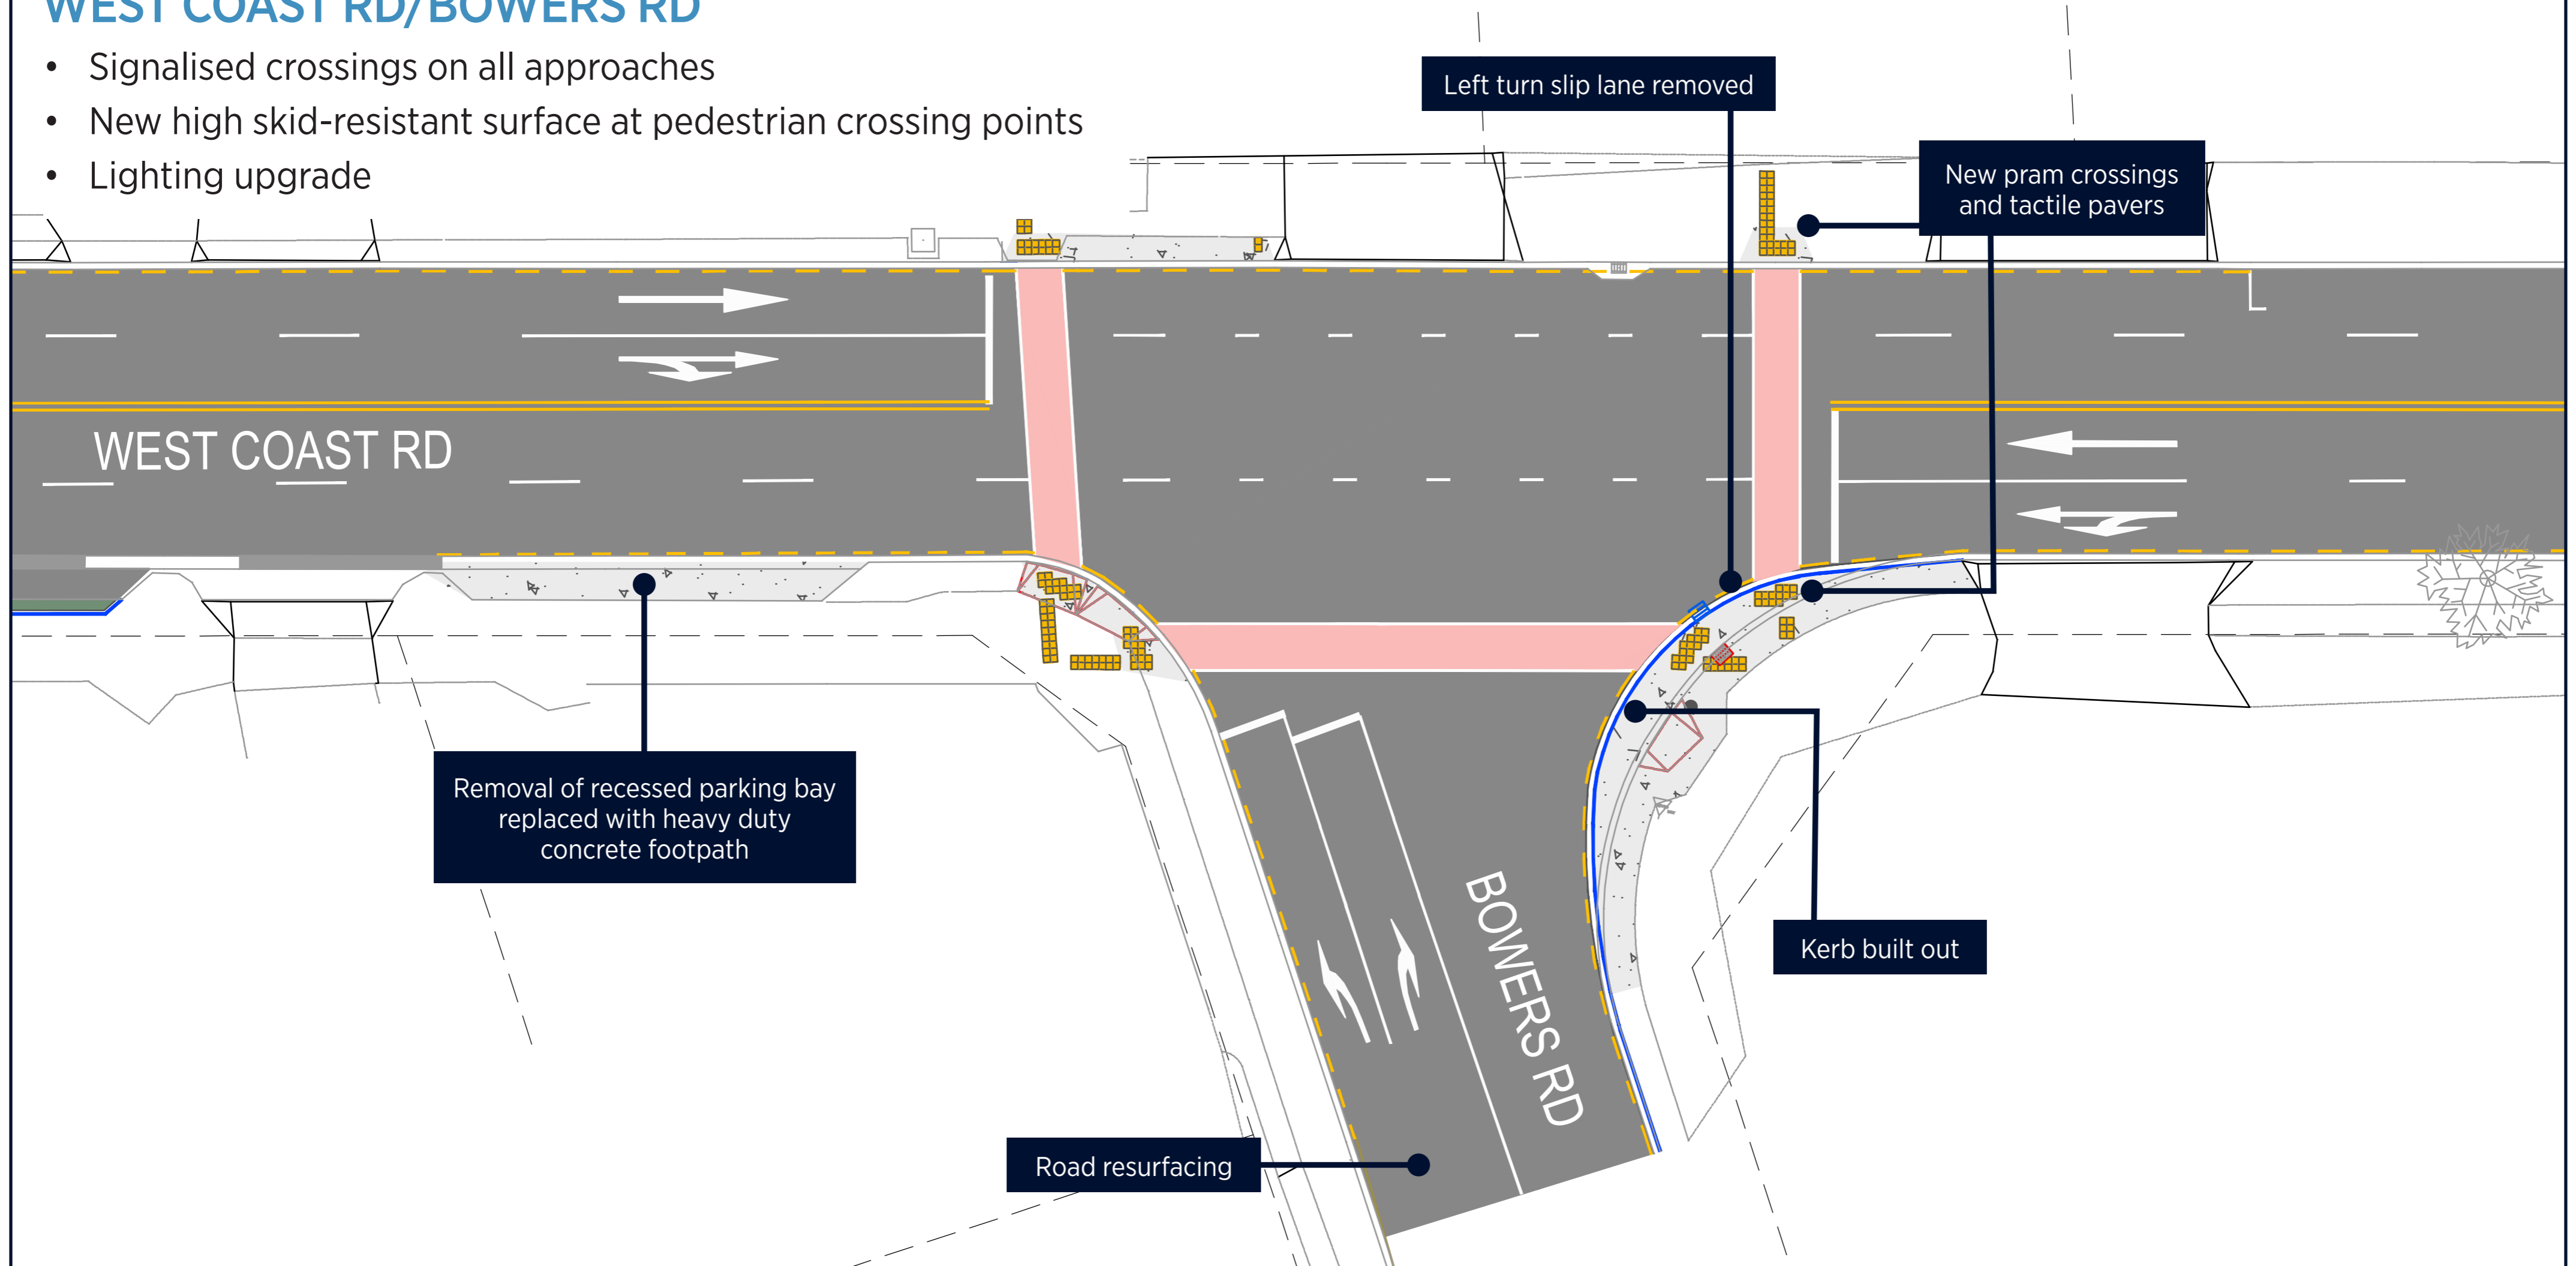 WEST COAST RD/BOWERS RD
• Signalised crossings on all approaches
• New high skid-resistant surface at pedestrian crossing points
• Lighting upgrade
Left turn slip lane removed
New pram crossings
and tactile pavers
WEST COAST RD
Removal of recessed parking bay
replaced with heavy duty
concrete footpath
BOWERS RD
Kerb built out
Road resurfacing